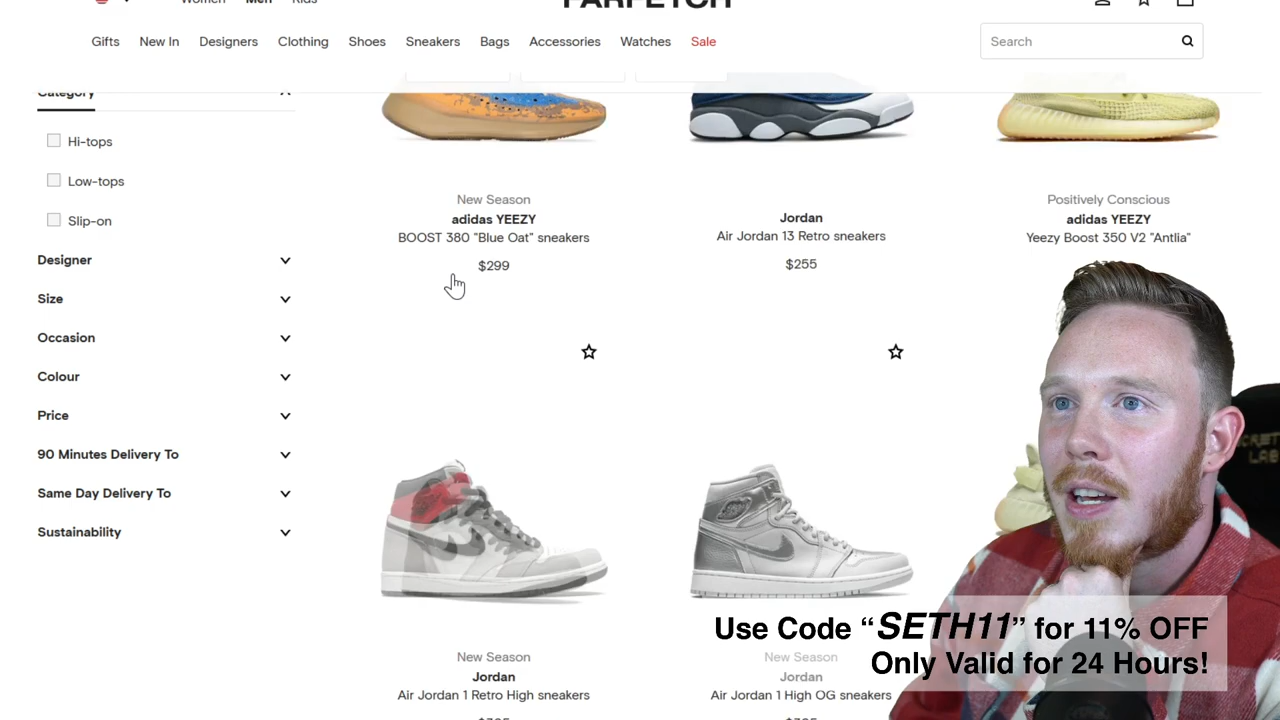 Women Men Kids
FARFETCH
Gifts New In Designers Clothing Shoes Sneakers Bags Accessories Watches Sale
Search
Category
Hi-tops
Low-tops
Slip-on
Designer
Size
Occasion
Colour
Price
90 Minutes Delivery To
Same Day Delivery To
Sustainability
New Season
adidas YEEZY
BOOST 380 "Blue Oat" sneakers
$299
Jordan
Air Jordan 13 Retro sneakers
$255
Positively Conscious
adidas YEEZY
Yeezy Boost 350 V2 "Antlia"
New Season
Jordan
Air Jordan 1 Retro High sneakers
New Season
Jordan
Air Jordan 1 High OG sneakers
Use Code “SETH11” for 11% OFF
Only Valid for 24 Hours!